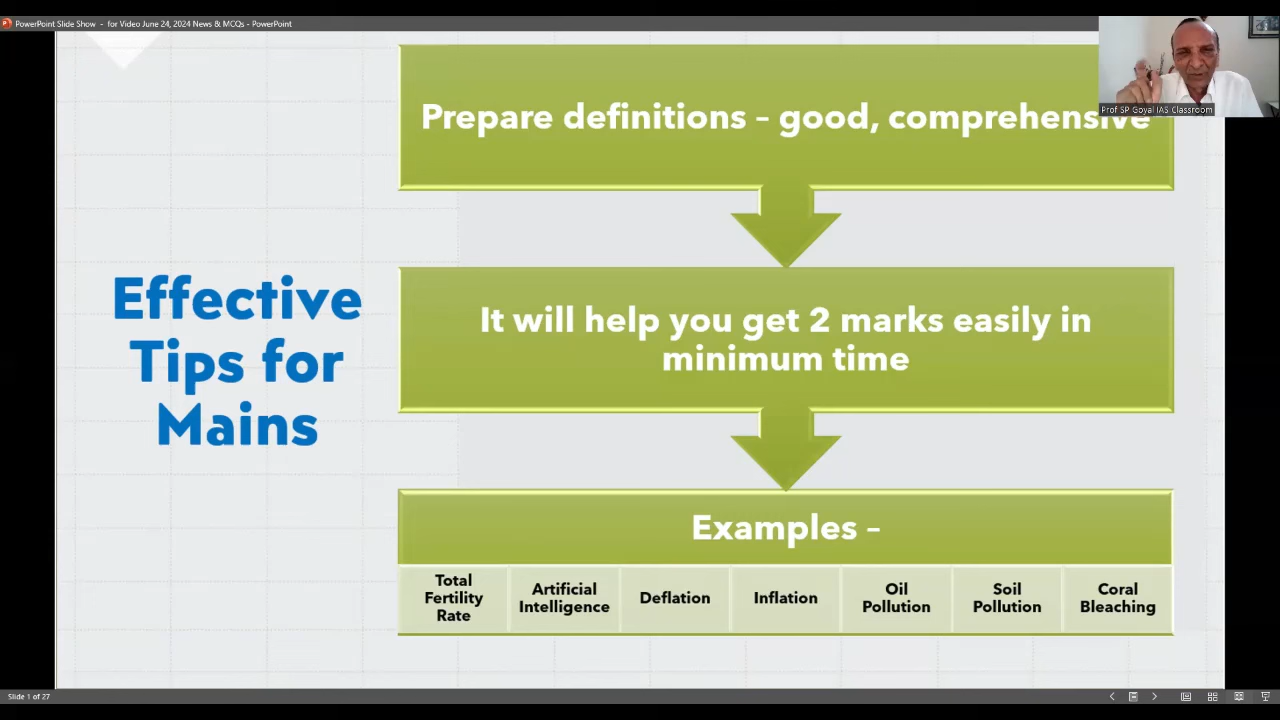 PowerPoint Slide Show - for Video June 24, 2024 News & MCQs - PowerPoint
Prof SP Goyal IAS Classroom
Effective
Tips for
Mains
Prepare definitions – good, comprehensive
It will help you get 2 marks easily in
minimum time
Examples –
Total
Fertility
Rate
Artificial
Intelligence
Deflation
Inflation
Oil
Pollution
Soil
Pollution
Coral
Bleaching
Slide 1 of 27